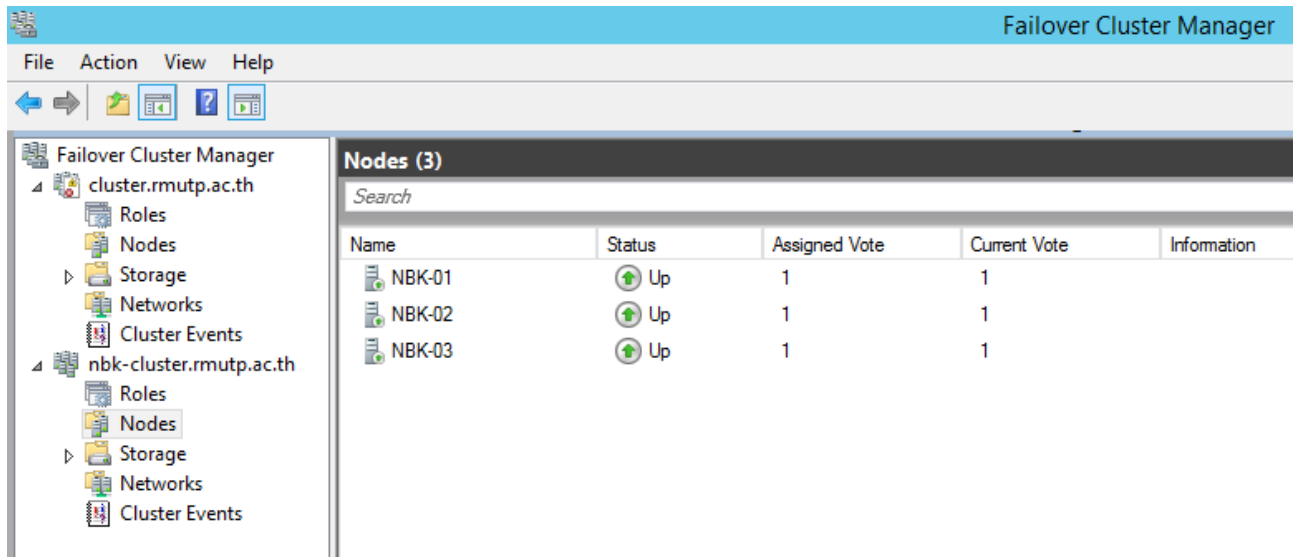 Failover Cluster Manager
File Action View Help
Failover Cluster Manager
cluster.rmutp.ac.th
Roles
Nodes
Storage
Networks
Cluster Events
nbk-cluster.rmutp.ac.th
Roles
Nodes
Storage
Networks
Cluster Events
Nodes (3)
Search
Name Status Assigned Vote Current Vote Information
NBK-01 Up 1 1
NBK-02 Up 1 1
NBK-03 Up 1 1